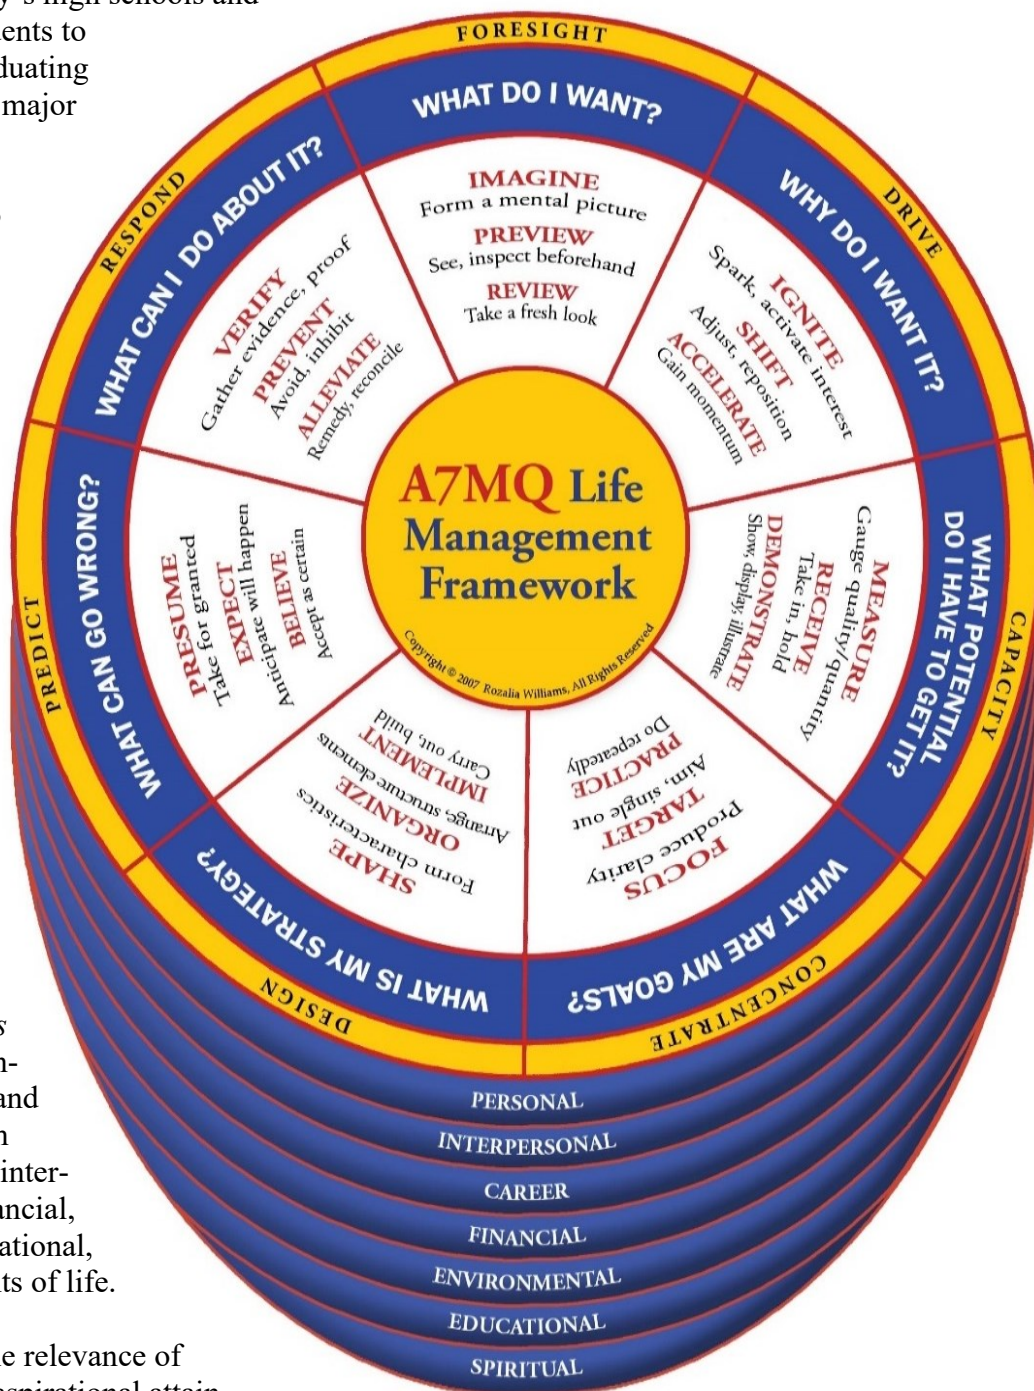 y's high schools and
ents to
duating
major
FORESIGHT
WHAT DO I WANT?
IMAGINE
Form a mental picture
PREVIEW
See, inspect beforehand
REVIEW
Take a fresh look
DRIVE
WHY DO I WANT IT?
IGNITE
Spark, activate interest
SHIFT
Adjust, reposition
ACCELERATE
Gain momentum
CAPACITY
WHAT POTENTIAL
DO I HAVE TO GET IT?
MEASURE
Gauge quality/quantity
RECEIVE
Take in, hold
DEMONSTRATE
Show, display, illustrate
CONCENTRATE
WHAT ARE MY GOALS?
FOCUS
Produce clarity
TARGET
Aim, single out
PRACTICE
Do repeatedly
DESIGN
WHAT IS MY STRATEGY?
SHAPE
Form characteristics
ORGANIZE
Arrange, structure elements
IMPLEMENT
Carry out, build
PREDICT
WHAT CAN GO WRONG?
PRESUME
Take for granted
EXPECT
Anticipate will happen
BELIEVE
Accept as certain
RESPOND
WHAT CAN I DO ABOUT IT?
VERIFY
Gather evidence, proof
PREVENT
Avoid, inhibit
ALLEVIATE
Remedy, reconcile
A7MQ Life
Management
Framework
Copyright © 2007 Rozalia Williams, All Rights Reserved
s
n-
and
n
inter-
ancial,
ational,
ts of life.
e relevance of
aspirational attain
PERSONAL
INTERPERSONAL
CAREER
FINANCIAL
ENVIRONMENTAL
EDUCATIONAL
SPIRITUAL